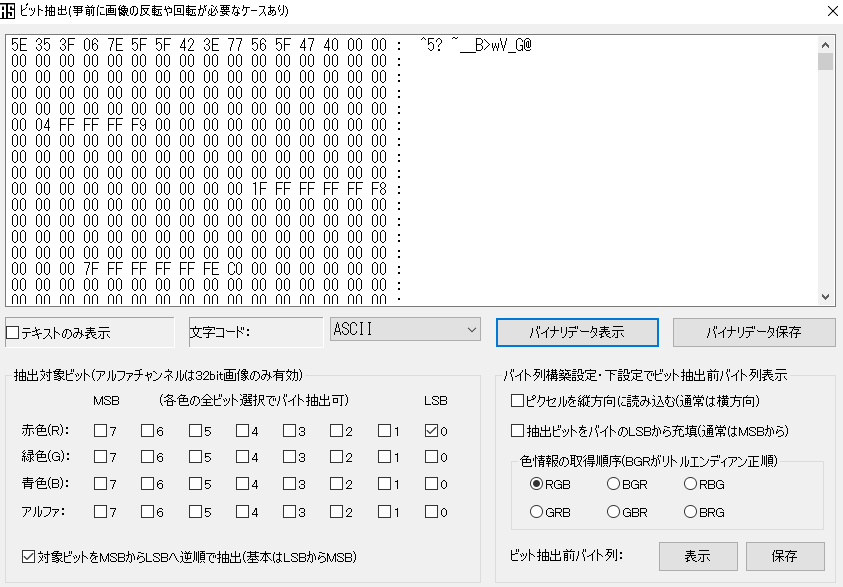 ビット抽出(事前に画像の反転や回転が必要なケースあり)
5E 35 3F 06 7E 5F 5F 42 3E 77 56 5F 47 40 00 00 : ^5? ~__B>wV_G@
00 00 00 00 00 00 00 00 00 00 00 00 00 00 00 00 :
00 00 00 00 00 00 00 00 00 00 00 00 00 00 00 00 :
00 00 00 00 00 00 00 00 00 00 00 00 00 00 00 00 :
00 00 00 00 00 00 00 00 00 00 00 00 00 00 00 00 :
00 04 FF FF FF F9 00 00 00 00 00 00 00 00 00 00 :
00 00 00 00 00 00 00 00 00 00 00 00 00 00 00 00 :
00 00 00 00 00 00 00 00 00 00 00 00 00 00 00 00 :
00 00 00 00 00 00 00 00 00 00 00 00 00 00 00 00 :
00 00 00 00 00 00 00 00 00 00 1F FF FF FF FF F8 :
00 00 00 00 00 00 00 00 00 00 00 00 00 00 00 00 :
00 00 00 00 00 00 00 00 00 00 00 00 00 00 00 00 :
00 00 00 00 00 00 00 00 00 00 00 00 00 00 00 00 :
00 00 00 00 00 00 00 00 00 00 00 00 00 00 00 00 :
00 00 00 7F FF FF FF FF FE C0 00 00 00 00 00 00 :
00 00 00 00 00 00 00 00 00 00 00 00 00 00 00 00 :
00 00 00 00 00 00 00 00 00 00 00 00 00 00 00 00 :
テキストのみ表示
文字コード:
ASCII
バイナリデータ表示
バイナリデータ保存
抽出対象ビット(アルファチャンネルは32bit画像のみ有効)
MSB (各色の全ビット選択でバイト抽出可) LSB
赤色(R): 7 6 5 4 3 2 1 0
緑色(G): 7 6 5 4 3 2 1 0
青色(B): 7 6 5 4 3 2 1 0
アルファ: 7 6 5 4 3 2 1 0
対象ビットをMSBからLSBへ逆順で抽出(基本はLSBからMSB)
バイト列構築設定・下設定でビット抽出前バイト列表示
ピクセルを縦方向に読み込む(通常は横方向)
抽出ビットをバイトのLSBから充填(通常はMSBから)
色情報の取得順序(BGRがリトルエンディアン正順)
RGB BGR RBG
GRB GBR BRG
ビット抽出前バイト列:
表示
保存